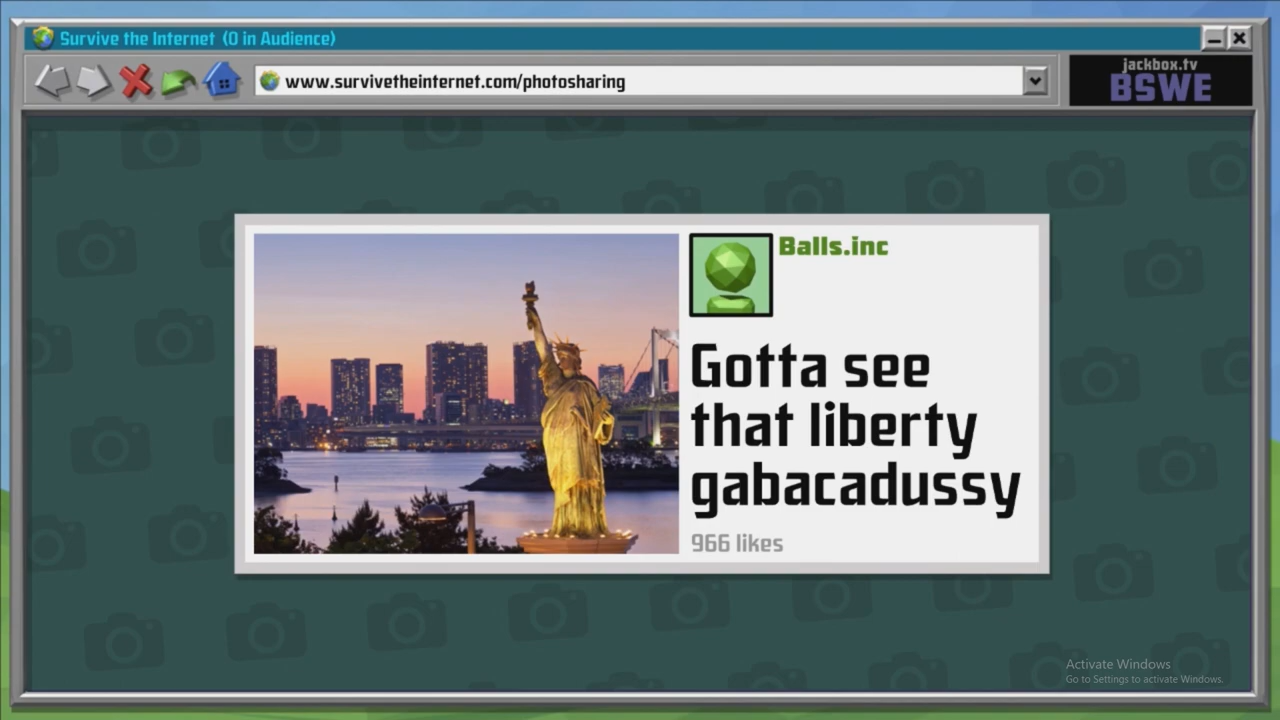 Survive the Internet (0 in Audience)
www.survivetheinternet.com/photosharing
jackbox.tv
BSWE
Balls.inc
Gotta see
that liberty
gabacadussy
966 likes
Activate Windows
Go to Settings to activate Windows.